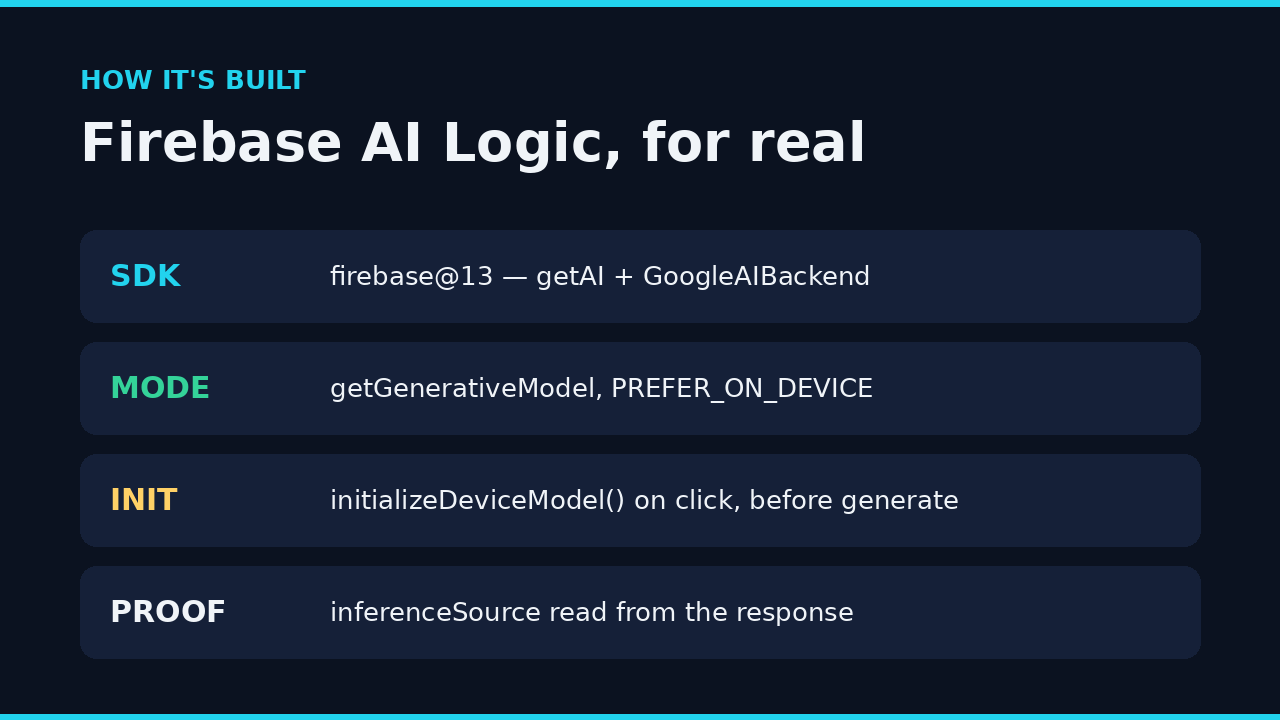 HOW IT'S BUILT
Firebase AI Logic, for real
SDK firebase@13 — getAI + GoogleAIBackend
MODE getGenerativeModel, PREFER_ON_DEVICE
INIT initializeDeviceModel() on click, before generate
PROOF inferenceSource read from the response